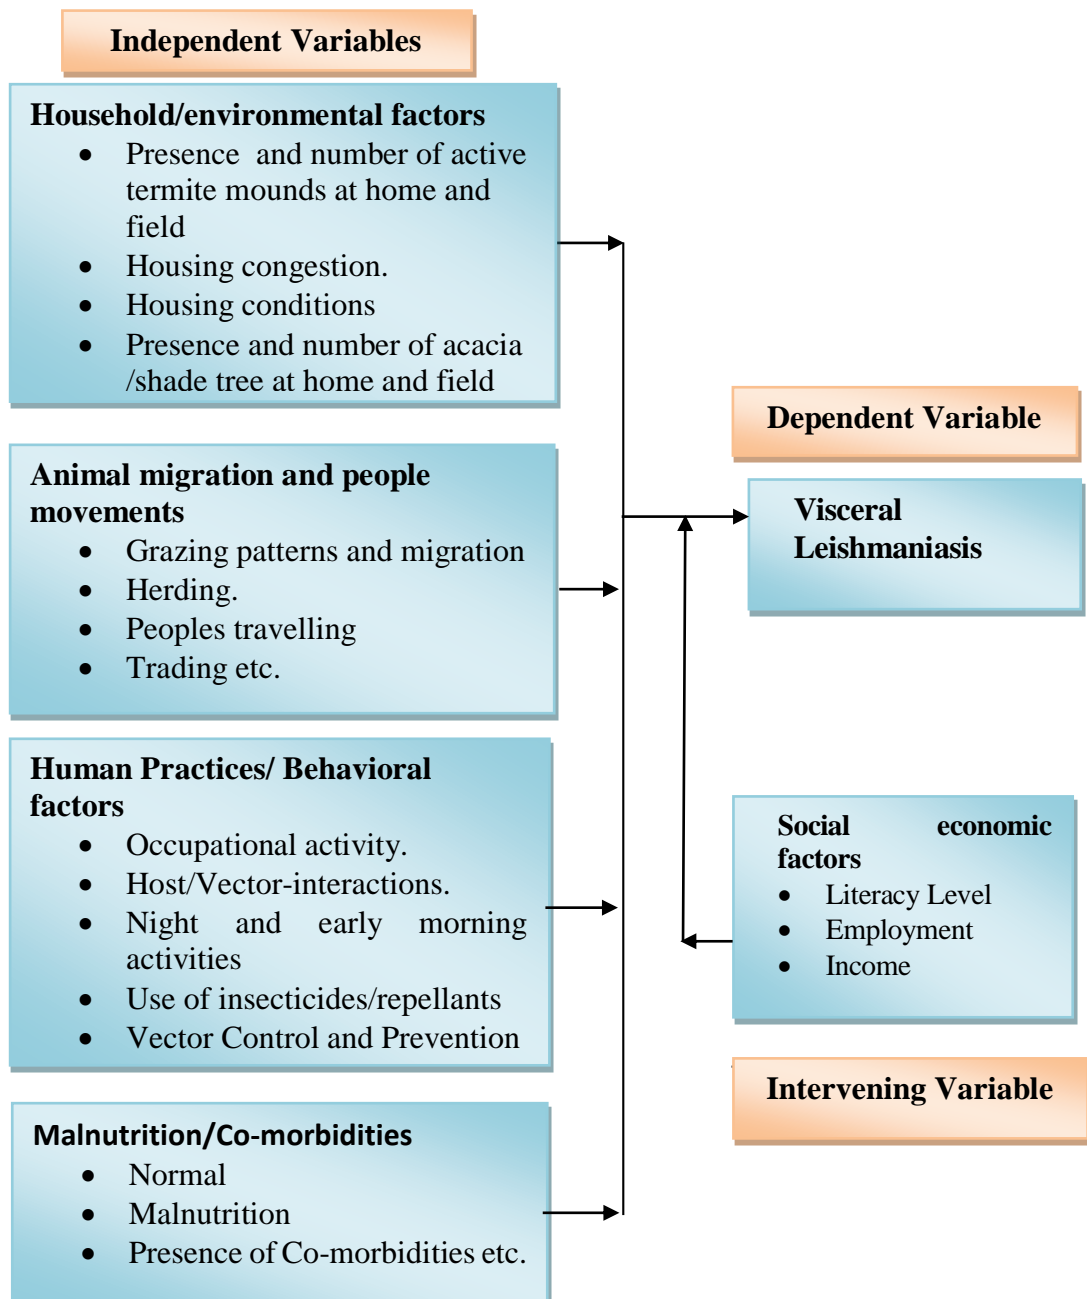 Independent Variables
Household/environmental factors
• Presence and number of active
termite mounds at home and
field
• Housing congestion.
• Housing conditions
• Presence and number of acacia
/shade tree at home and field
Animal migration and people
movements
• Grazing patterns and migration
• Herding.
• Peoples travelling
• Trading etc.
Human Practices/ Behavioral
factors
• Occupational activity.
• Host/Vector-interactions.
• Night and early morning
activities
• Use of insecticides/repellants
• Vector Control and Prevention
Malnutrition/Co-morbidities
• Normal
• Malnutrition
• Presence of Co-morbidities etc.
Dependent Variable
Visceral
Leishmaniasis
Social economic
factors
• Literacy Level
• Employment
• Income
Intervening Variable